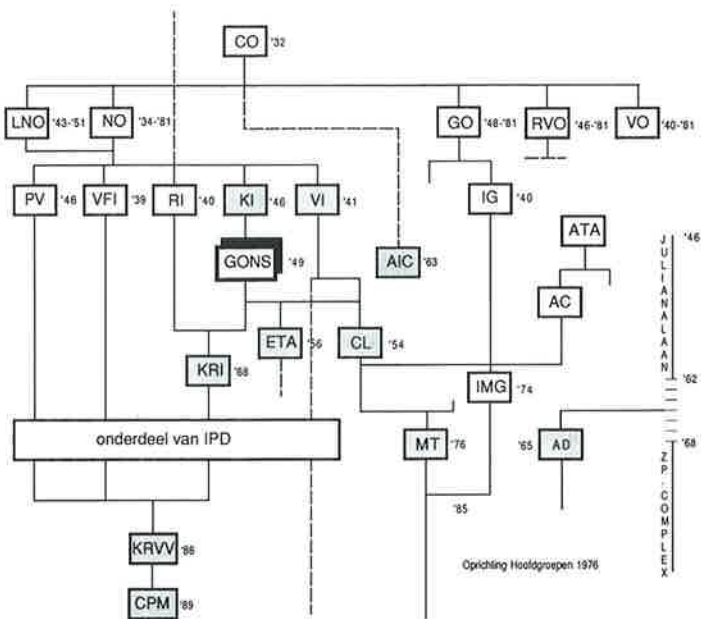 CO '32
LNO '43-'51 NO '34-'81 GO '48-'81 RVO '46-'81 VO '40-'81
PV '46 VFI '39 RI '40 KI '46 VI '41 IG '40
ATA '46
GONS '49 AIC '63
AC
ETA '56 CL '54
KRI '68 IMG '74 '62
JULIANALAAN
onderdeel van IPD MT '76 '65 AD '68
'85
ZP-COMPLEX
KRVV '86
Oprichting Hoofdgroepen 1976
CPM '89